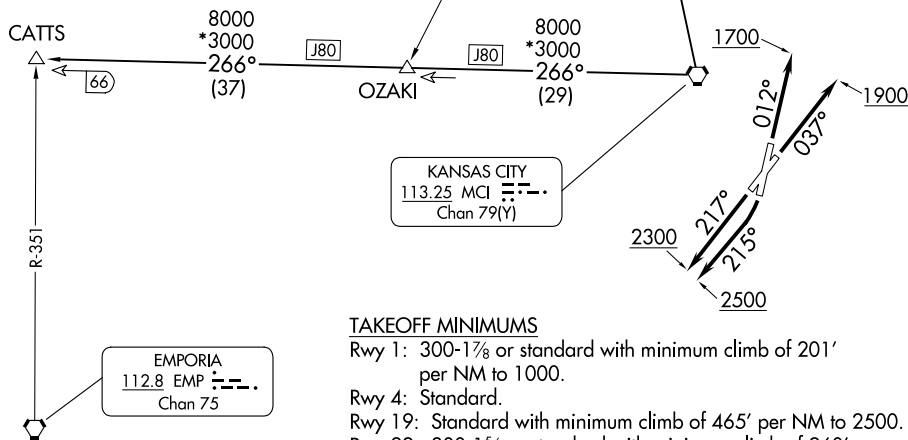 CATTS
8000
*3000
266°
(37)
J80
66
OZAKI
J80
8000
*3000
266°
(29)
1700
012°
1900
037°
217°
215°
2300
2500
KANSAS CITY
113.25 MCI
Chan 79(Y)
R-351
EMPORIA
112.8 EMP
Chan 75
TAKEOFF MINIMUMS
Rwy 1: 300-1⅞ or standard with minimum climb of 201'
per NM to 1000.
Rwy 4: Standard.
Rwy 19: Standard with minimum climb of 465' per NM to 2500.